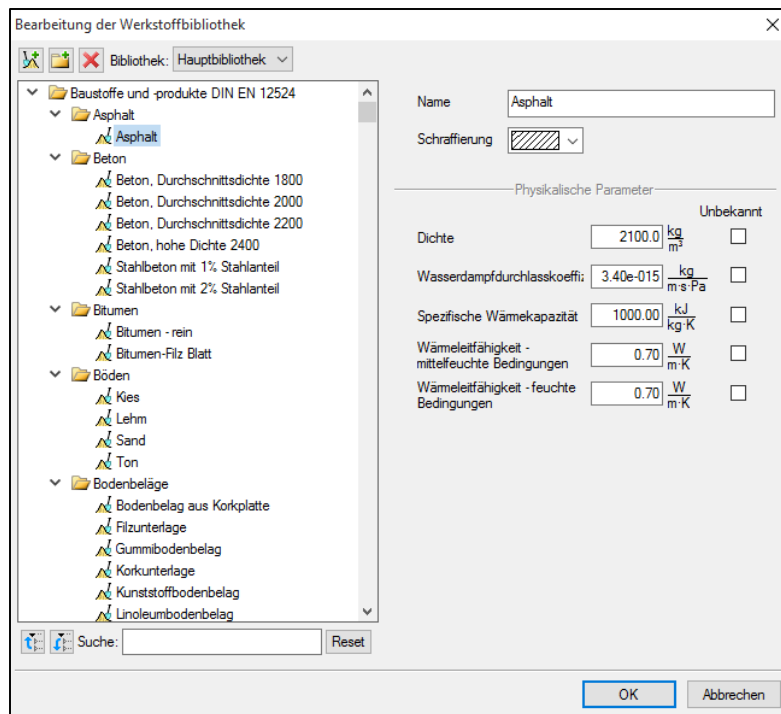 Bearbeitung der Werkstoffbibliothek
Bibliothek: Hauptbibliothek
Baustoffe und -produkte DIN EN 12524
Asphalt
Asphalt
Beton
Beton, Durchschnittsdichte 1800
Beton, Durchschnittsdichte 2000
Beton, Durchschnittsdichte 2200
Beton, hohe Dichte 2400
Stahlbeton mit 1% Stahlanteil
Stahlbeton mit 2% Stahlanteil
Bitumen
Bitumen - rein
Bitumen-Filz Blatt
Böden
Kies
Lehm
Sand
Ton
Bodenbeläge
Bodenbelag aus Korkplatte
Filzunterlage
Gummibodenbelag
Korkunterlage
Kunststoffbodenbelag
Linoleumbodenbelag
Suche: Reset
Name Asphalt
Schraffierung
Physikalische Parameter
Unbekannt
Dichte 2100.0 kg/m³
Wasserdampfdurchlasskoeffiz 3.40e-015 kg/m·s·Pa
Spezifische Wärmekapazität 1000.00 kJ/kg·K
Wärmeleitfähigkeit -
mittelfeuchte Bedingungen 0.70 W/m·K
Wärmeleitfähigkeit - feuchte
Bedingungen 0.70 W/m·K
OK Abbrechen